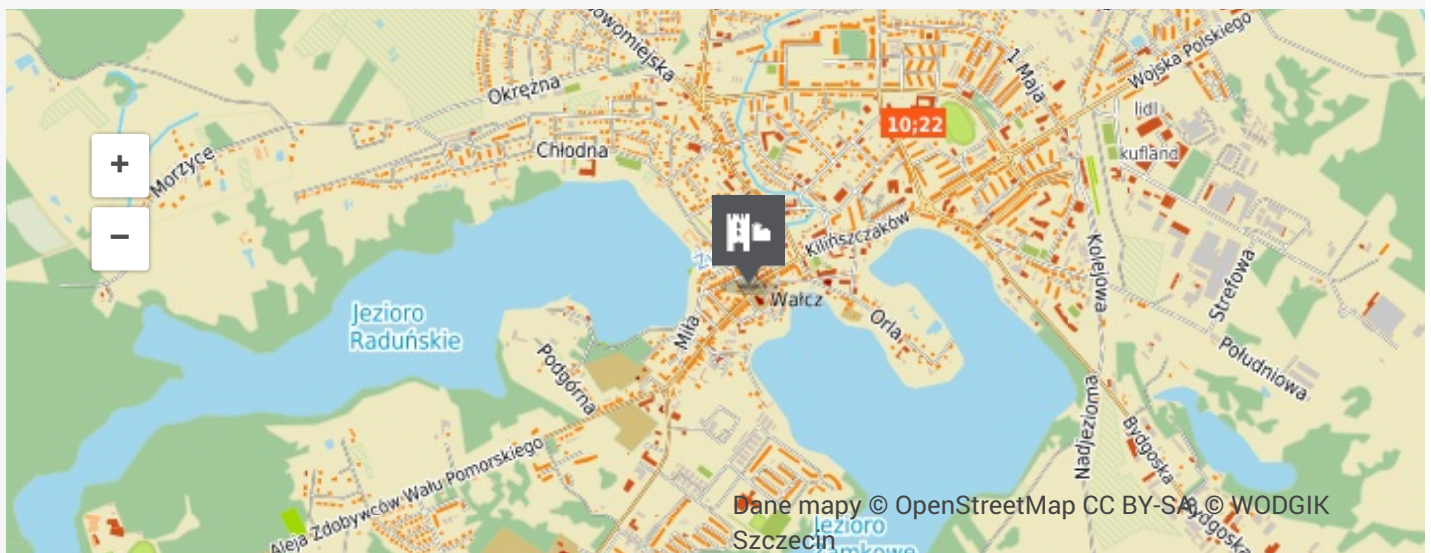 Nowomiejska
Wojska Polskiego
1 Maja
Okrężna
lidl
10;22
Chłodna
kufland
Morzyce
+
−
Kilińszczaków
Kolejowa
Strefowa
Wałcz
Jezioro
Raduńskie
Orla
Miła
Podgórna
Południowa
Nadjeziorna
Bydgoska
Aleja Zdobywców Wału Pomorskiego
Dane mapy © OpenStreetMap CC BY-SA, © WODGIK
Szczecin
Bydgoska
Jezioro
Zamkowe